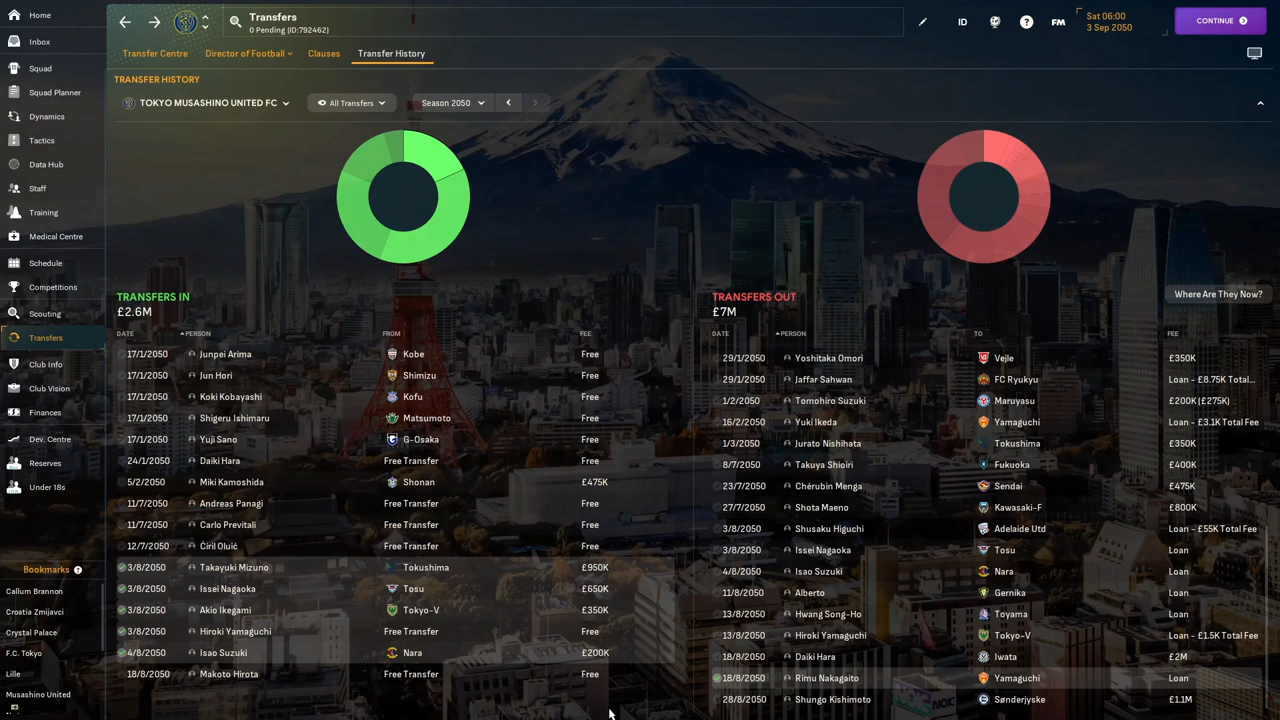 Home
Transfers
0 Pending (ID:792462)
ID
FM
Sat 06:00
3 Sep 2050
CONTINUE
Inbox
Squad
Squad Planner
Dynamics
Tactics
Data Hub
Staff
Training
Medical Centre
Schedule
Competitions
Scouting
Transfers
Club Info
Club Vision
Finances
Dev. Centre
Reserves
Under 18s
Bookmarks ?
Callum Brannon
Croatia Zmijavci
Crystal Palace
F.C. Tokyo
Lille
Musashino United
Transfer Centre Director of Football Clauses Transfer History
TRANSFER HISTORY
TOKYO MUSASHINO UNITED FC All Transfers Season 2050
TRANSFERS IN
£2.6M
DATE PERSON FROM FEE
17/1/2050 Junpei Arima Kobe Free
17/1/2050 Jun Hori Shimizu Free
17/1/2050 Koki Kobayashi Kofu Free
17/1/2050 Shigeru Ishimaru Matsumoto Free
17/1/2050 Yuji Sano G-Osaka Free
24/1/2050 Daiki Hara Free Transfer Free
5/2/2050 Miki Kamoshida Shonan £475K
11/7/2050 Andreas Panagi Free Transfer Free
11/7/2050 Carlo Previtali Free Transfer Free
12/7/2050 Ćiril Oluić Free Transfer Free
3/8/2050 Takayuki Mizuno Tokushima £950K
3/8/2050 Issei Nagaoka Tosu £650K
3/8/2050 Akio Ikegami Tokyo-V £350K
3/8/2050 Hiroki Yamaguchi Free Transfer Free
4/8/2050 Isao Suzuki Nara £200K
18/8/2050 Makoto Hirota Free Transfer Free
TRANSFERS OUT
£7M
Where Are They Now?
DATE PERSON TO FEE
29/1/2050 Yoshitaka Omori Vejle £350K
29/1/2050 Jaffar Sahwan FC Ryukyu Loan - £8.75K Total...
1/2/2050 Tomohiro Suzuki Maruyasu £200K (£275K)
16/2/2050 Yuki Ikeda Yamaguchi Loan - £3.1K Total Fee
1/3/2050 Jurato Nishihata Tokushima £350K
8/7/2050 Takuya Shioiri Fukuoka £400K
23/7/2050 Chérubin Menga Sendai £475K
27/7/2050 Shota Maeno Kawasaki-F £800K
3/8/2050 Shusaku Higuchi Adelaide Utd Loan - £55K Total Fee
3/8/2050 Issei Nagaoka Tosu Loan
4/8/2050 Isao Suzuki Nara Loan
11/8/2050 Alberto Gernika Loan
13/8/2050 Hwang Song-Ho Toyama Loan
13/8/2050 Hiroki Yamaguchi Tokyo-V Loan - £1.5K Total Fee
18/8/2050 Daiki Hara Iwata £2M
18/8/2050 Rimu Nakagaito Yamaguchi Loan
28/8/2050 Shungo Kishimoto Sønderjyske £1.1M